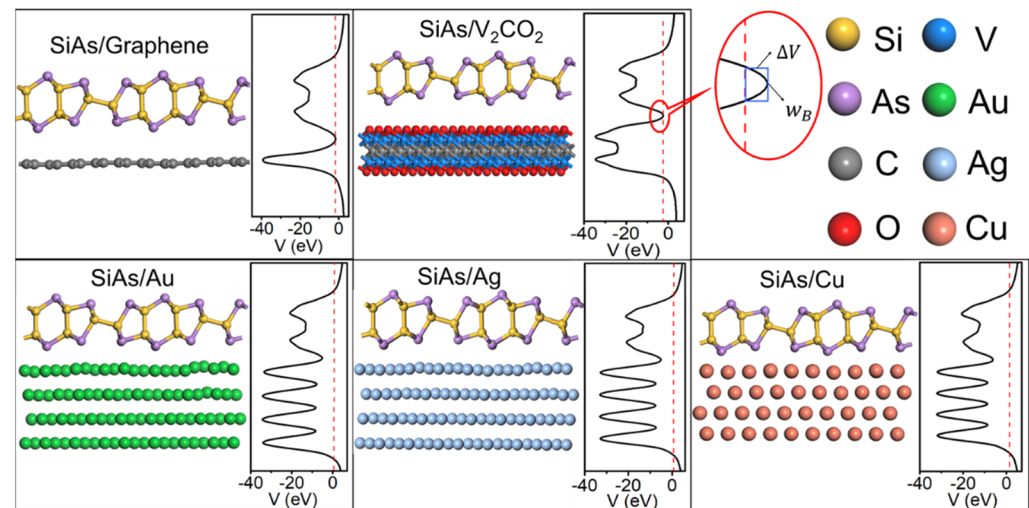 SiAs/Graphene
-40 -20 0
V (eV)
SiAs/V₂CO₂
-40 -20 0
V (eV)
ΔV
w_B
Si V
As Au
C Ag
O Cu
SiAs/Au
-40 -20 0
V (eV)
SiAs/Ag
-40 -20 0
V (eV)
SiAs/Cu
-40 -20 0
V (eV)